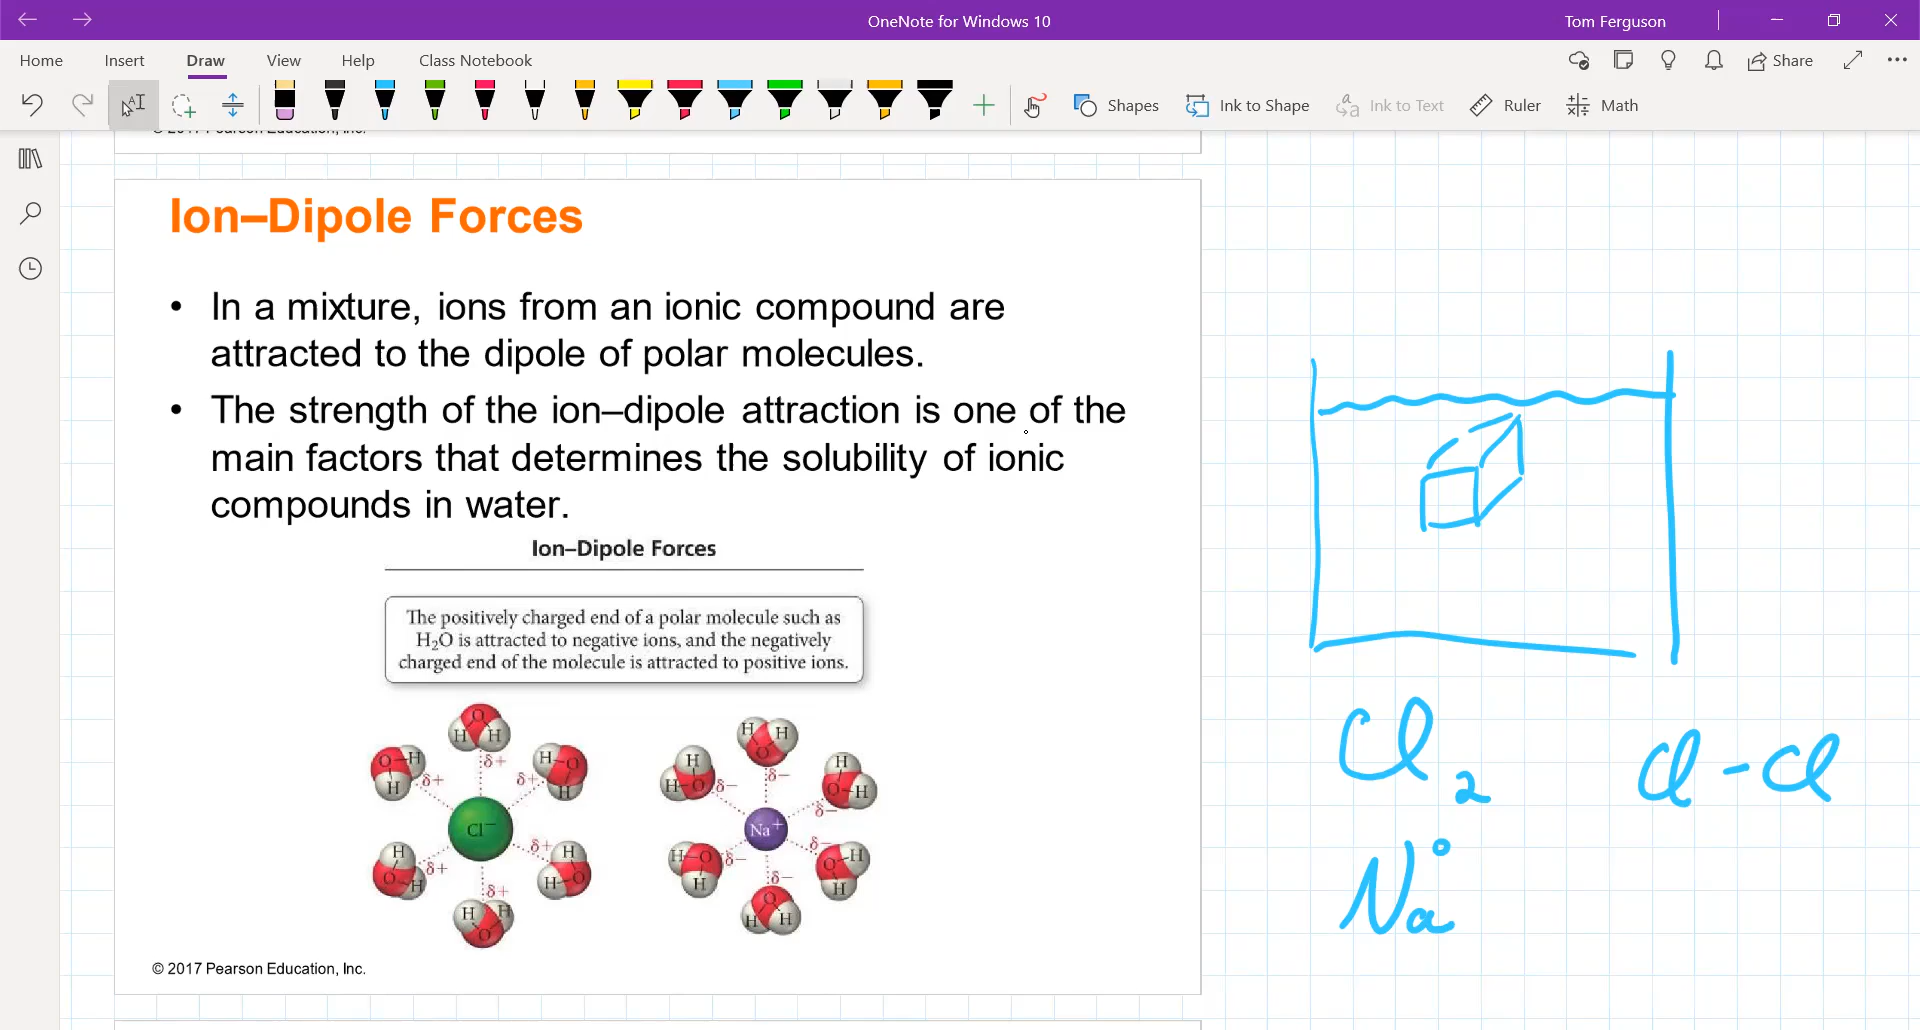 OneNote for Windows 10
Tom Ferguson
Home Insert Draw View Help Class Notebook
Share
Shapes Ink to Shape Ink to Text Ruler Math
© 2017 Pearson Education, Inc.
Ion–Dipole Forces
• In a mixture, ions from an ionic compound are
attracted to the dipole of polar molecules.
• The strength of the ion–dipole attraction is one of the
main factors that determines the solubility of ionic
compounds in water.
Ion–Dipole Forces
The positively charged end of a polar molecule such as
H₂O is attracted to negative ions, and the negatively
charged end of the molecule is attracted to positive ions.
O H H δ+
O H H δ+
H O H δ+
Cl⁻
H O H δ+
H H O δ+
H H O δ+
H H O δ−
H H O δ−
H O H δ−
Na⁺
H O H δ−
O H H δ−
O H H δ−
© 2017 Pearson Education, Inc.
Cl₂
Cl-Cl
Na°